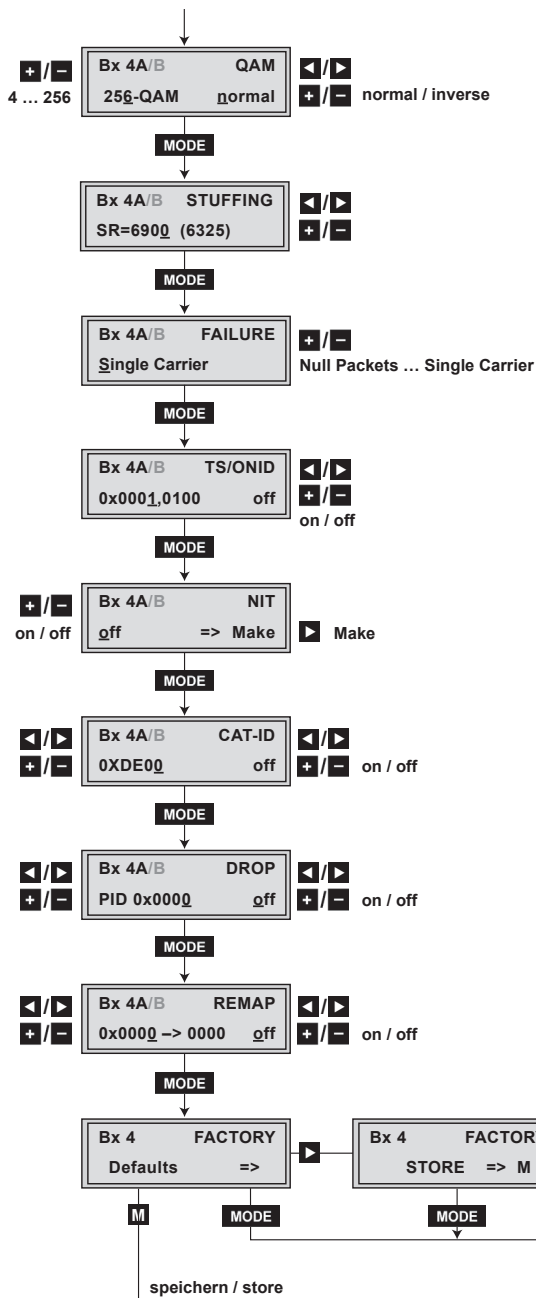 Bx 4A/B QAM
+/− ◀/▶
4 … 256 256-QAM normal +/− normal / inverse
MODE
Bx 4A/B STUFFING ◀/▶
SR=6900 (6325) +/−
MODE
Bx 4A/B FAILURE +/−
Single Carrier Null Packets … Single Carrier
MODE
Bx 4A/B TS/ONID ◀/▶
0x0001,0100 off +/−
on / off
MODE
+/− Bx 4A/B NIT
on / off off => Make ▶ Make
MODE
◀/▶ Bx 4A/B CAT-ID ◀/▶
+/− 0XDE00 off +/− on / off
MODE
◀/▶ Bx 4A/B DROP ◀/▶
+/− PID 0x0000 off +/− on / off
MODE
◀/▶ Bx 4A/B REMAP ◀/▶
+/− 0x0000 –> 0000 off +/− on / off
MODE
Bx 4 FACTORY
Defaults =>
▶
Bx 4 FACTOR
STORE => M
M MODE MODE
speichern / store